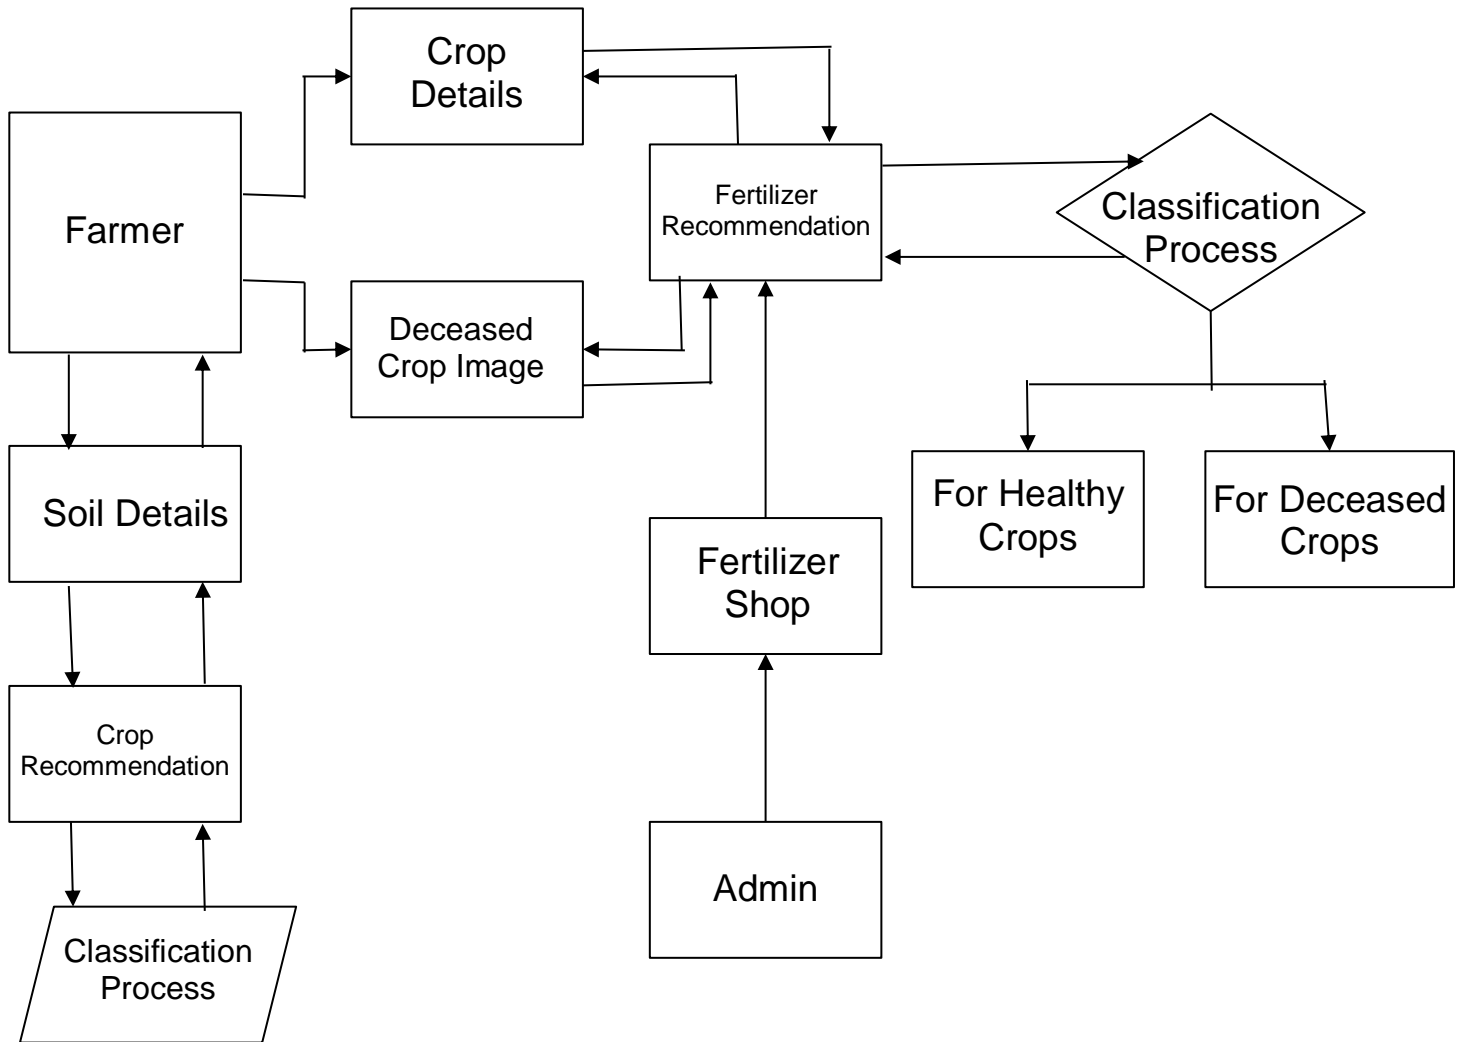 Crop
Details
Farmer
Fertilizer
Recommendation
Classification
Process
Deceased
Crop Image
Soil Details
For Healthy
Crops
For Deceased
Crops
Fertilizer
Shop
Crop
Recommendation
Admin
Classification
Process